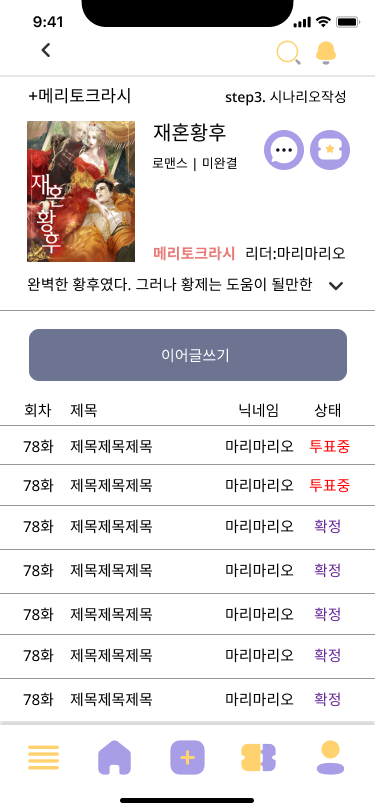 9:41
+메리토크라시
step3. 시나리오작성
재혼황후
로맨스 | 미완결
재혼
황후
메리토크라시 리더:마리마리오
완벽한 황후였다. 그러나 황제는 도움이 될만한
이어글쓰기
회차 제목 닉네임 상태
78화 제목제목제목 마리마리오 투표중
78화 제목제목제목 마리마리오 투표중
78화 제목제목제목 마리마리오 확정
78화 제목제목제목 마리마리오 확정
78화 제목제목제목 마리마리오 확정
78화 제목제목제목 마리마리오 확정
78화 제목제목제목 마리마리오 확정